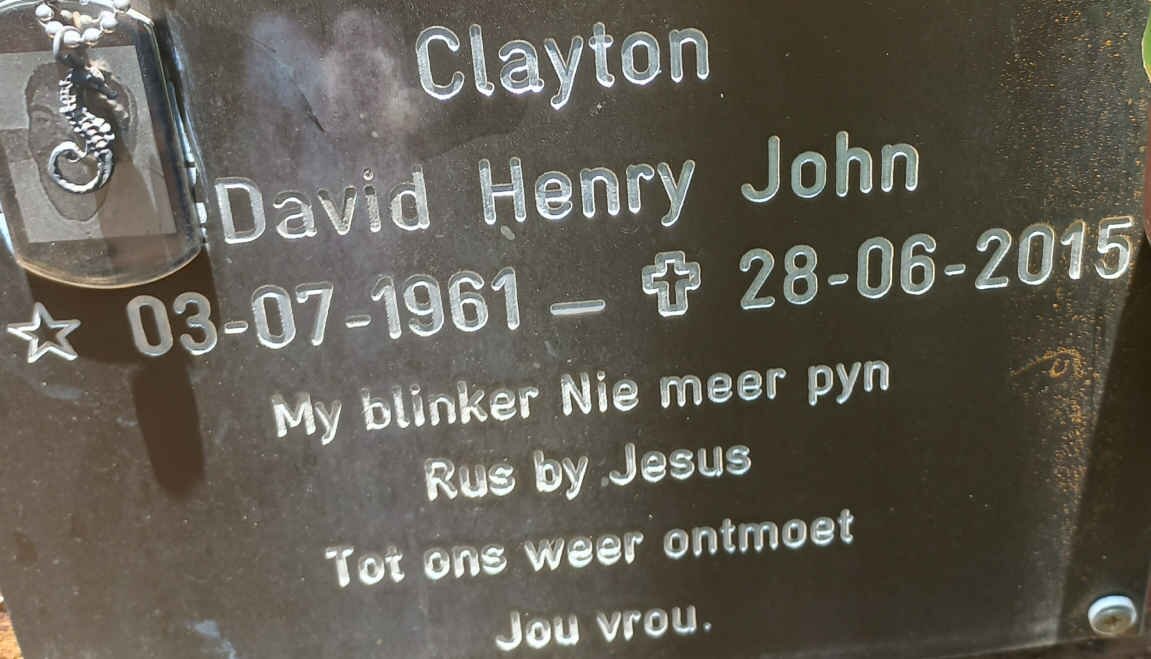 Clayton
David Henry John
03-07-1961 – 28-06-2015
My blinker Nie meer pyn
Rus by Jesus
Tot ons weer ontmoet
Jou vrou.